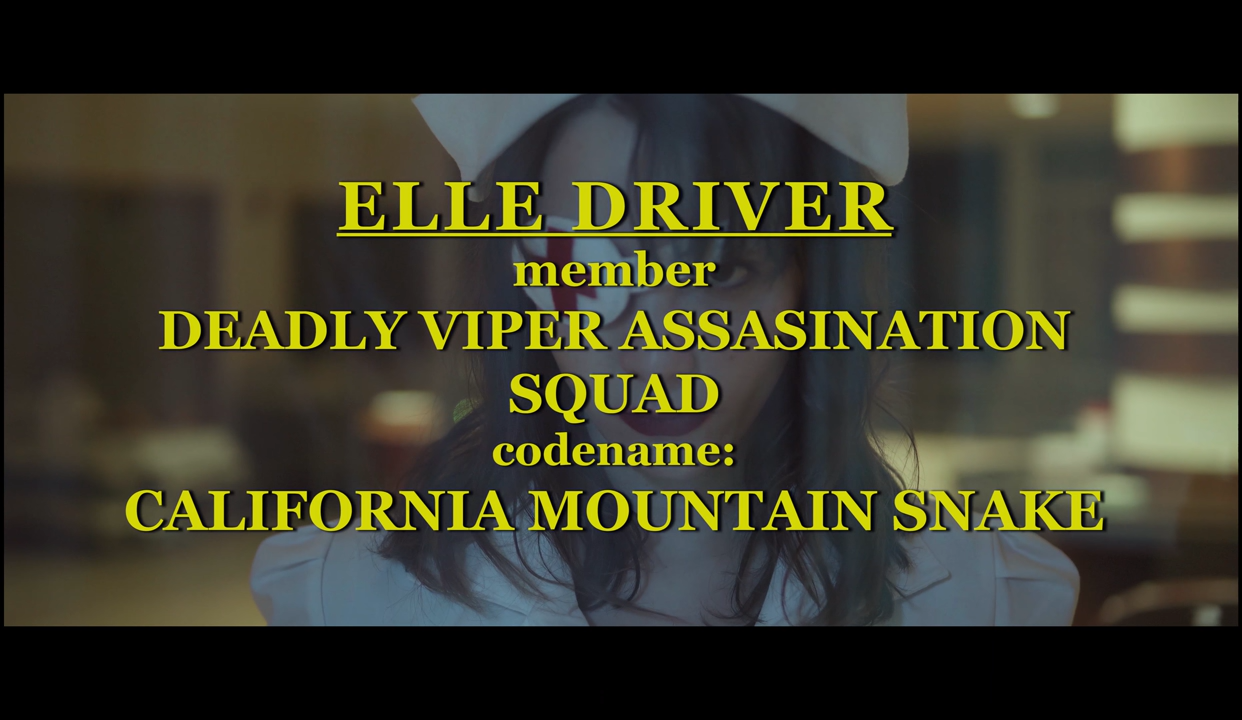 ELLE DRIVER
member
DEADLY VIPER ASSASINATION
SQUAD
codename:
CALIFORNIA MOUNTAIN SNAKE